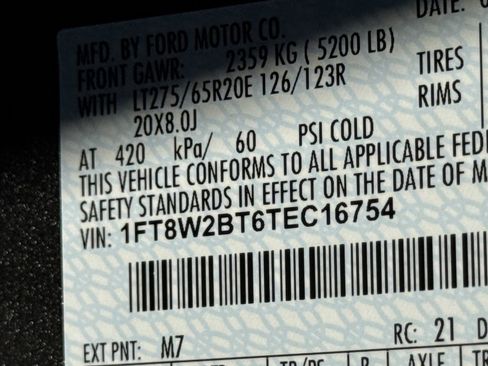 DATE:
MFD. BY FORD MOTOR CO.
FRONT GAWR: 2359 KG ( 5200 LB)
WITH LT275/65R20E 126/123R TIRES
20X8.0J RIMS
AT 420 kPa/ 60 PSI COLD
THIS VEHICLE CONFORMS TO ALL APPLICABLE FEDE
SAFETY STANDARDS IN EFFECT ON THE DATE OF M
VIN: 1FT8W2BT6TEC16754
EXT PNT: M7 RC: 21
AXLE